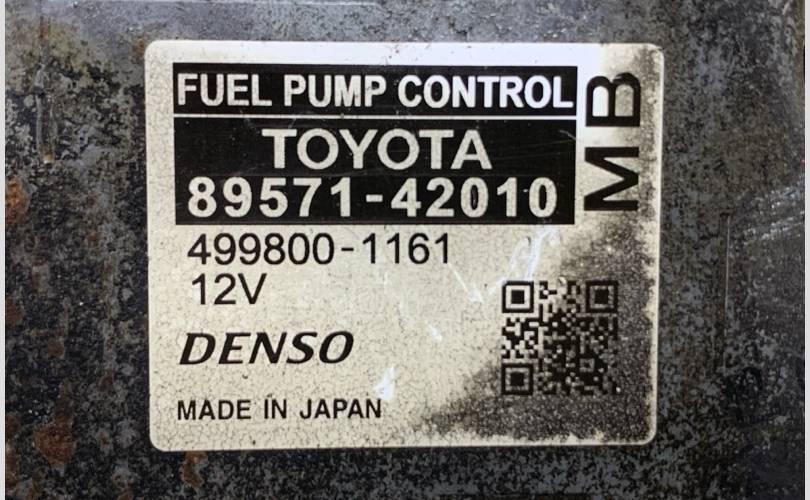 FUEL PUMP CONTROL
TOYOTA
89571-42010
MB
499800-1161
12V
DENSO
MADE IN JAPAN